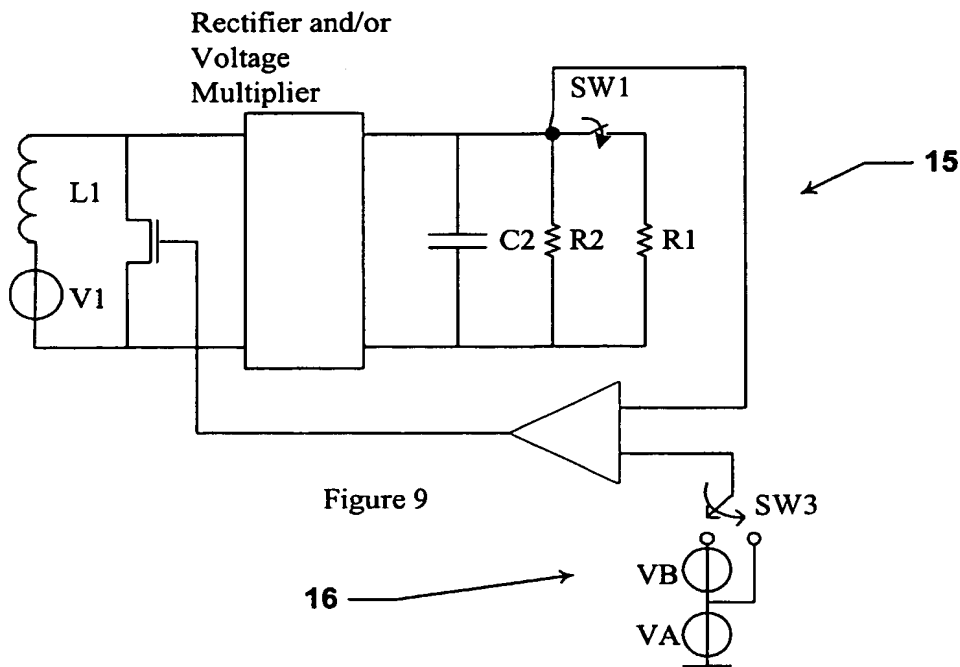 Rectifier and/or
Voltage
Multiplier
SW1
15
L1
C2
R2
R1
V1
Figure 9
SW3
VB
16
VA